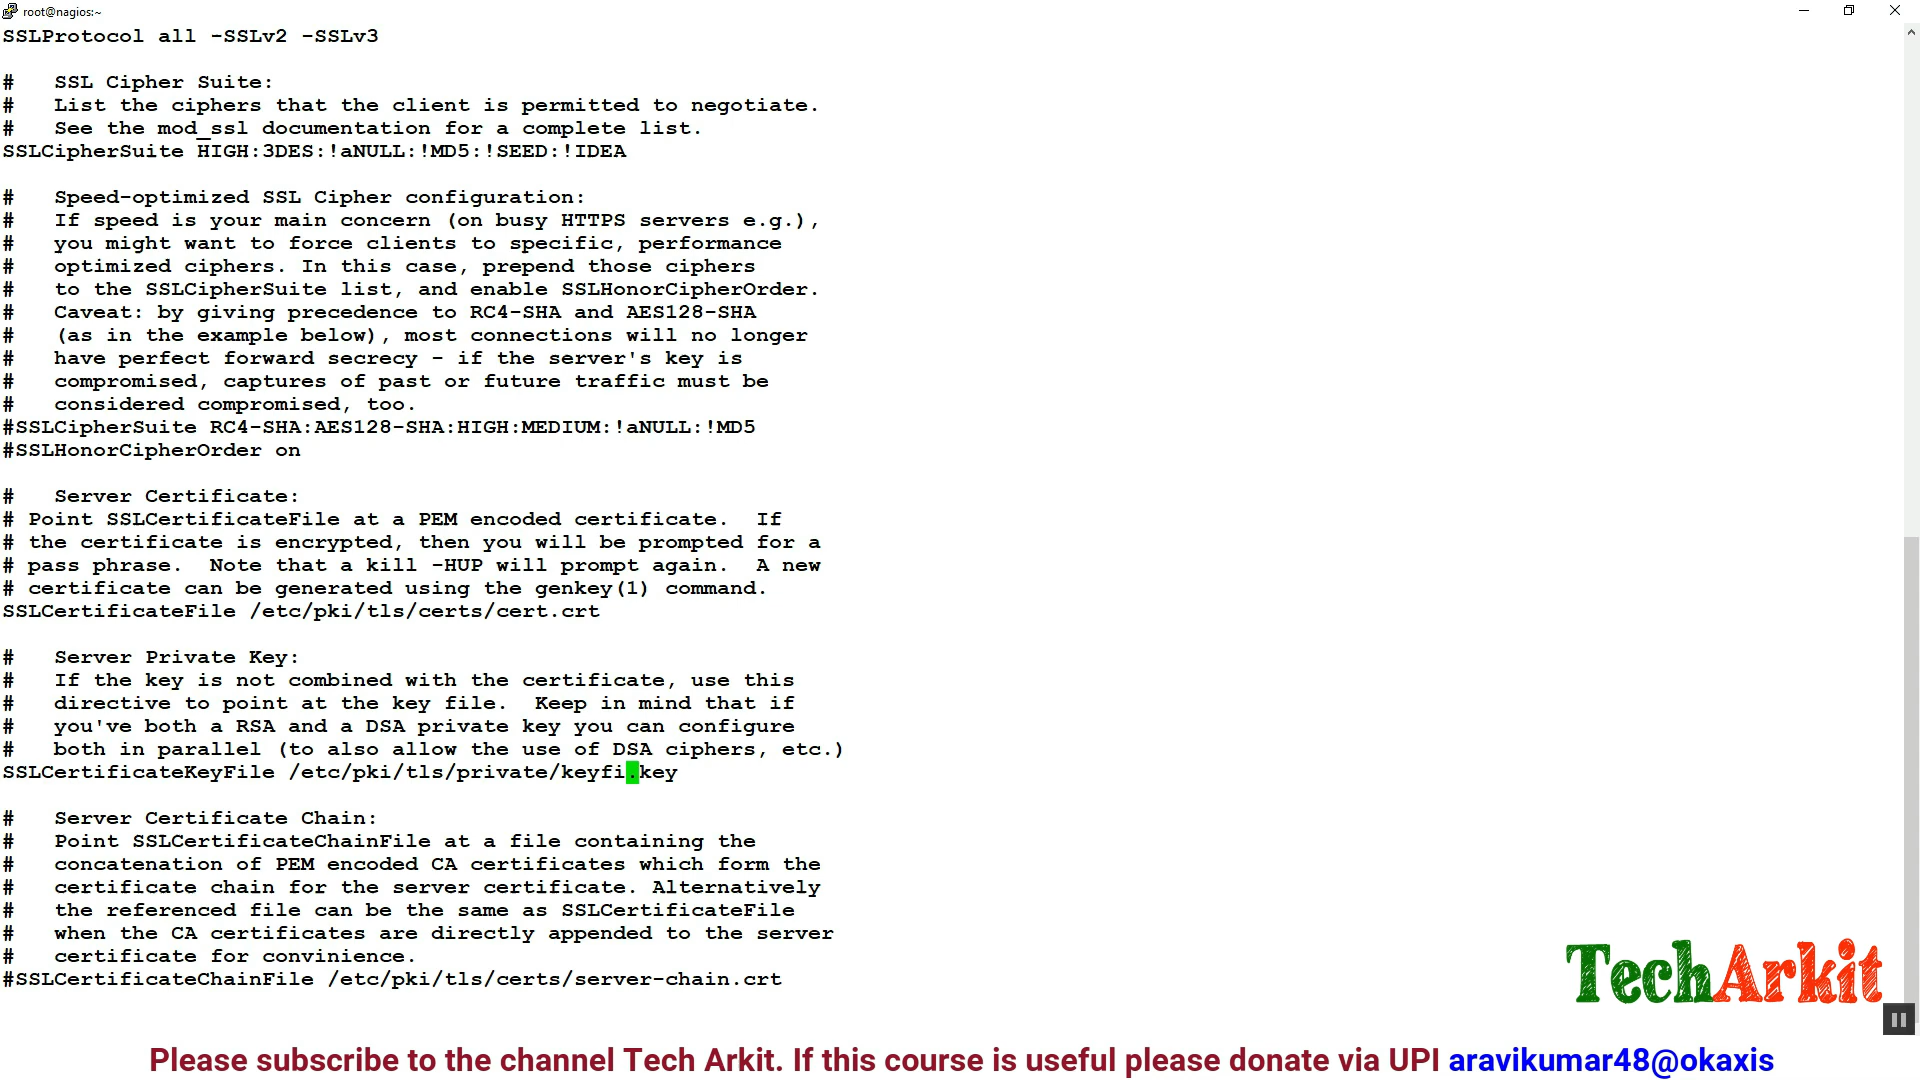 root@nagios:~
SSLProtocol all -SSLv2 -SSLv3
#   SSL Cipher Suite:
#   List the ciphers that the client is permitted to negotiate.
#   See the mod_ssl documentation for a complete list.
SSLCipherSuite HIGH:3DES:!aNULL:!MD5:!SEED:!IDEA
#   Speed-optimized SSL Cipher configuration:
#   If speed is your main concern (on busy HTTPS servers e.g.),
#   you might want to force clients to specific, performance
#   optimized ciphers. In this case, prepend those ciphers
#   to the SSLCipherSuite list, and enable SSLHonorCipherOrder.
#   Caveat: by giving precedence to RC4-SHA and AES128-SHA
#   (as in the example below), most connections will no longer
#   have perfect forward secrecy - if the server's key is
#   compromised, captures of past or future traffic must be
#   considered compromised, too.
#SSLCipherSuite RC4-SHA:AES128-SHA:HIGH:MEDIUM:!aNULL:!MD5
#SSLHonorCipherOrder on
#   Server Certificate:
# Point SSLCertificateFile at a PEM encoded certificate.  If
# the certificate is encrypted, then you will be prompted for a
# pass phrase.  Note that a kill -HUP will prompt again.  A new
# certificate can be generated using the genkey(1) command.
SSLCertificateFile /etc/pki/tls/certs/cert.crt
#   Server Private Key:
#   If the key is not combined with the certificate, use this
#   directive to point at the key file.  Keep in mind that if
#   you've both a RSA and a DSA private key you can configure
#   both in parallel (to also allow the use of DSA ciphers, etc.)
SSLCertificateKeyFile /etc/pki/tls/private/keyfi.key
#   Server Certificate Chain:
#   Point SSLCertificateChainFile at a file containing the
#   concatenation of PEM encoded CA certificates which form the
#   certificate chain for the server certificate. Alternatively
#   the referenced file can be the same as SSLCertificateFile
#   when the CA certificates are directly appended to the server
#   certificate for convinience.
#SSLCertificateChainFile /etc/pki/tls/certs/server-chain.crt
TechArkit
Please subscribe to the channel Tech Arkit. If this course is useful please donate via UPI aravikumar48@okaxis